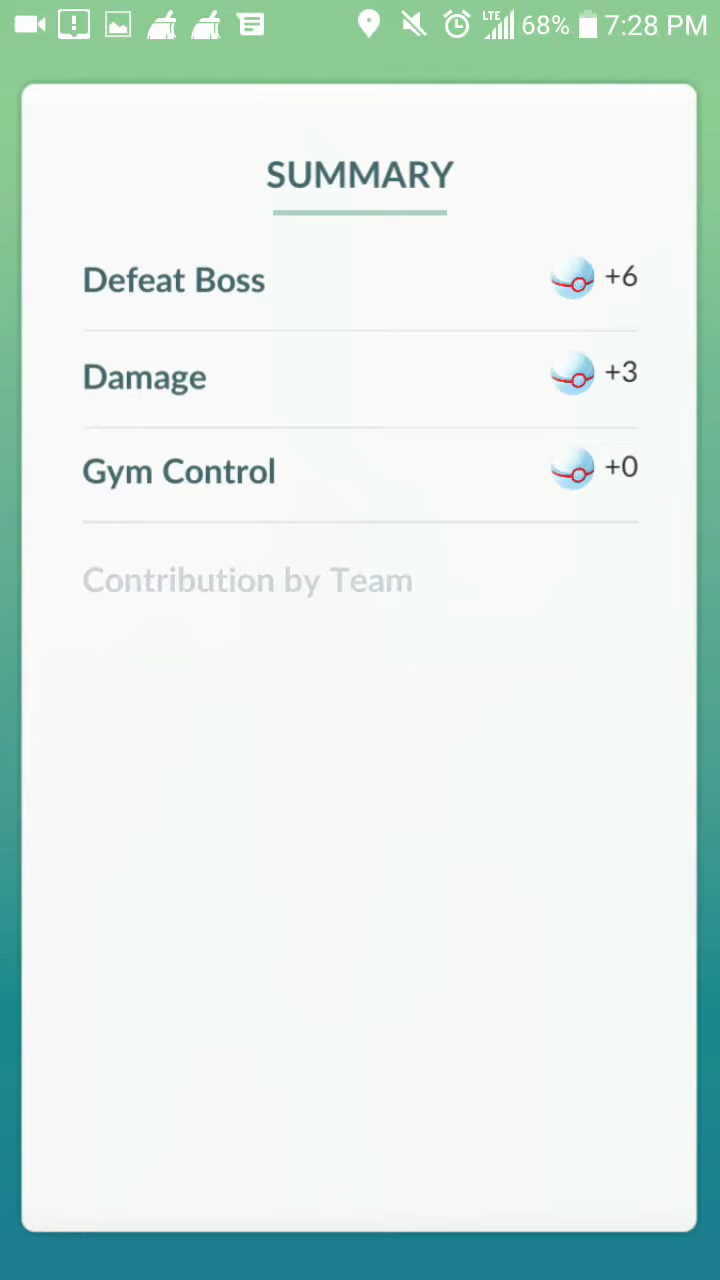 LTE 68% 7:28 PM
SUMMARY
Defeat Boss +6
Damage +3
Gym Control +0
Contribution by Team